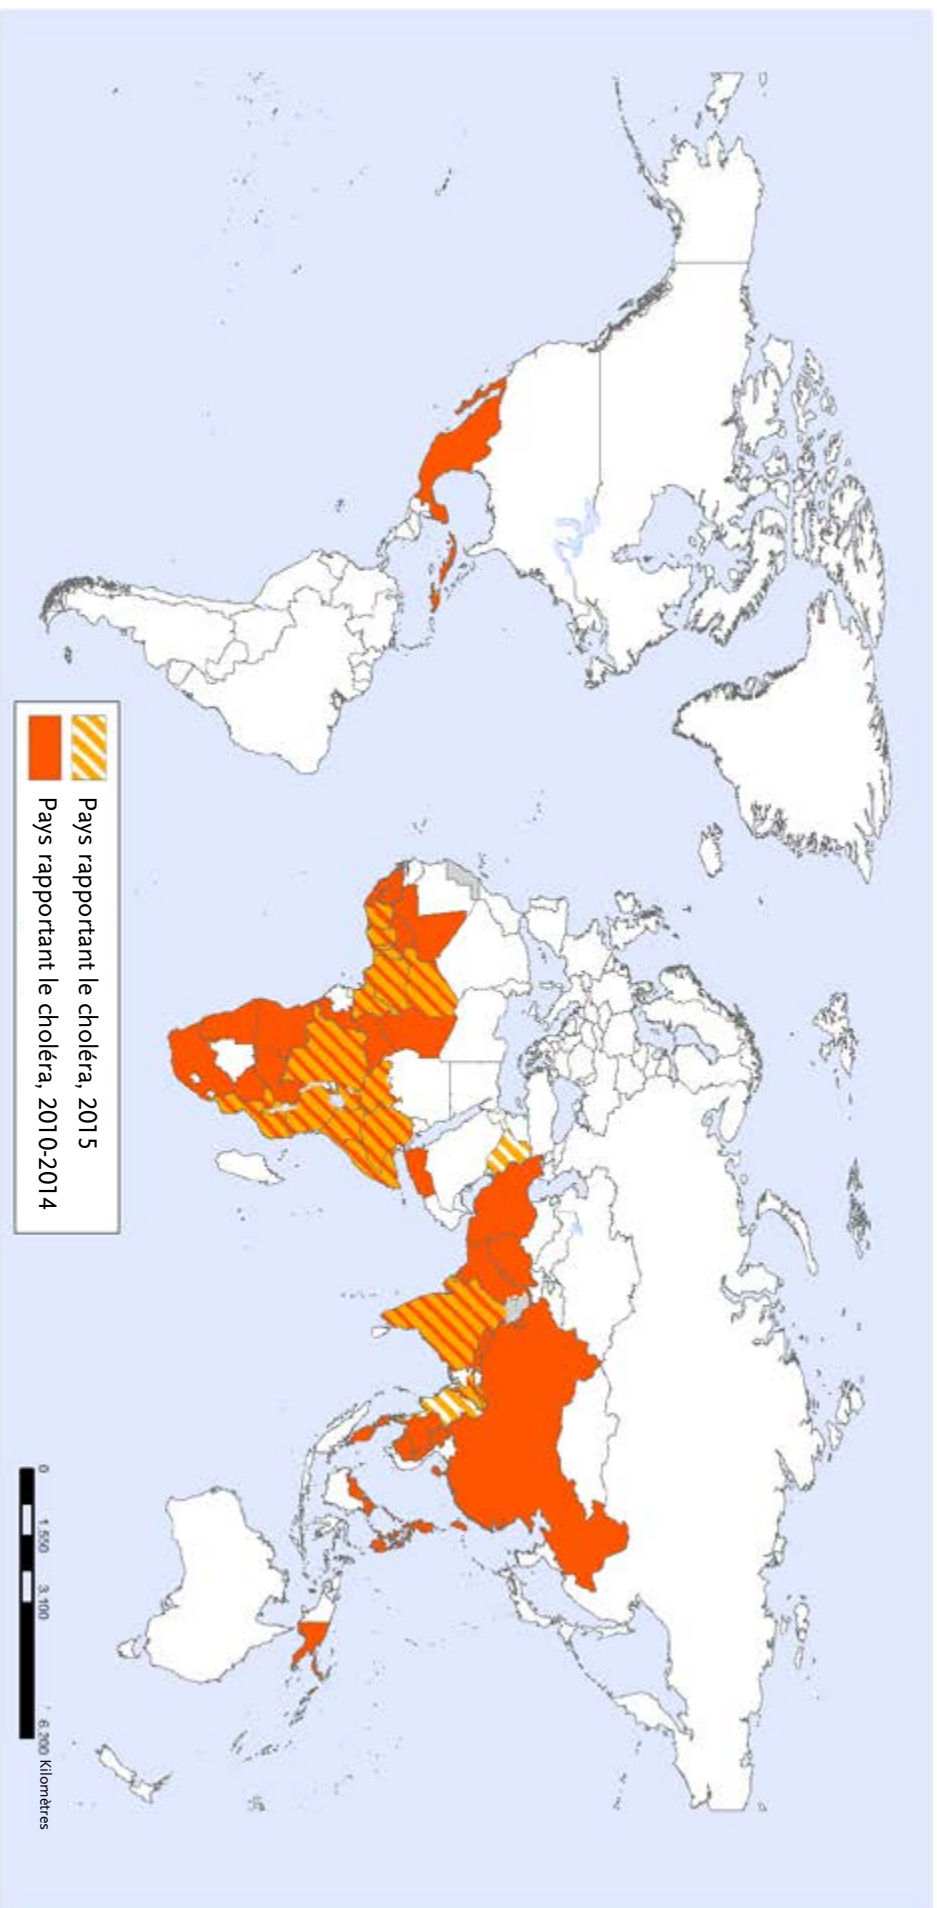 Pays rapportant le choléra, 2015
Pays rapportant le choléra, 2010-2014
0 1,550 3,100 6,200 Kilomètres